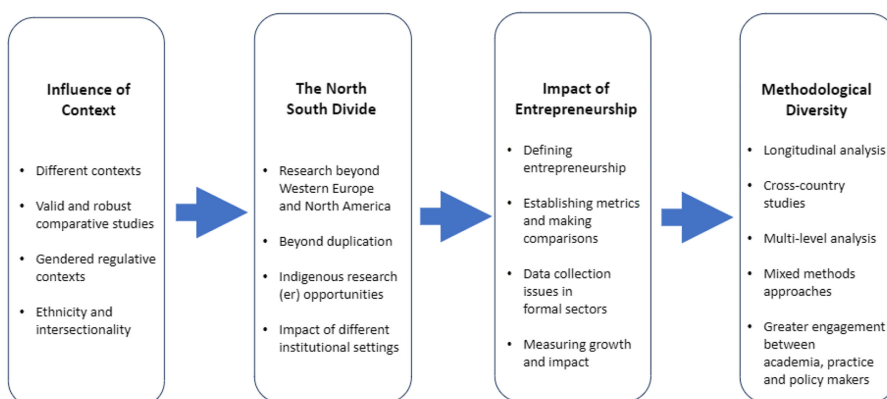 Influence of
Context
• Different contexts
• Valid and robust
comparative studies
• Gendered regulative
contexts
• Ethnicity and
intersectionality
The North
South Divide
• Research beyond
Western Europe
and North America
• Beyond duplication
• Indigenous research
(er) opportunities
• Impact of different
institutional settings
Impact of
Entrepreneurship
• Defining
entrepreneurship
• Establishing metrics
and making
comparisons
• Data collection
issues in
formal sectors
• Measuring growth
and impact
Methodological
Diversity
• Longitudinal analysis
• Cross-country
studies
• Multi-level analysis
• Mixed methods
approaches
• Greater engagement
between
academia, practice
and policy makers